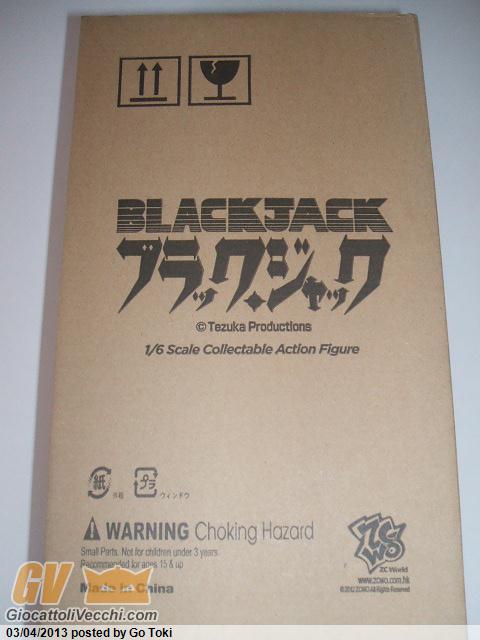 BLACKJACK
ブラック・ジャック
© Tezuka Productions
1/6 Scale Collectable Action Figure
紙 外箱 プラ ウィンドウ
WARNING Choking Hazard
Small Parts. Not for children under 3 years.
Recommended for ages 15 & up
Made in China
ZCWO
ZC World
www.zcwo.com.hk
©2012 ZCWO All Rights Reserved
GV
GiocattoliVecchi.com
03/04/2013 posted by Go Toki